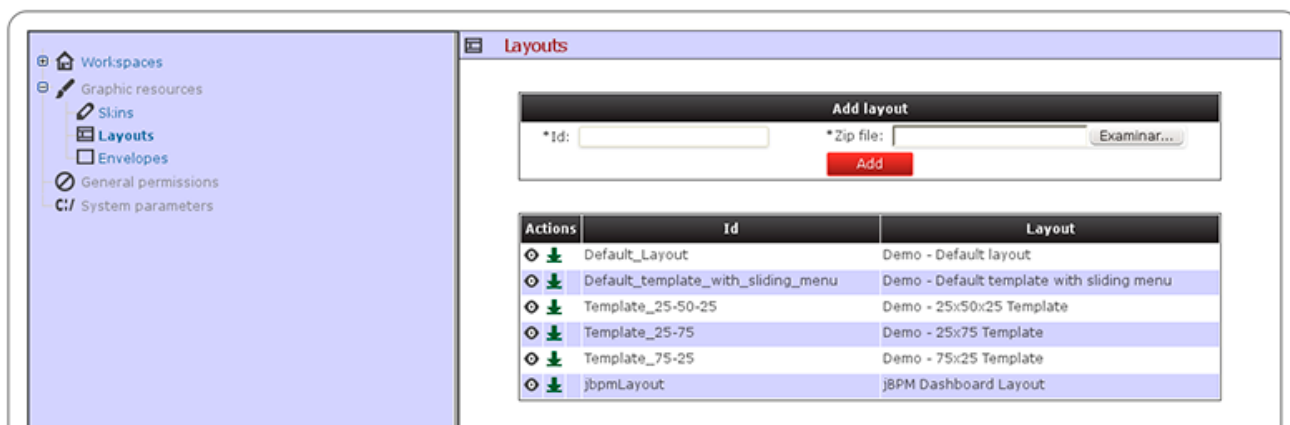 Workspaces
Graphic resources
Skins
Layouts
Envelopes
General permissions
C:/ System parameters
Layouts
Add layout
*Id: *Zip file: Examinar...
Add
Actions Id Layout
Default_Layout Demo - Default layout
Default_template_with_sliding_menu Demo - Default template with sliding menu
Template_25-50-25 Demo - 25x50x25 Template
Template_25-75 Demo - 25x75 Template
Template_75-25 Demo - 75x25 Template
jbpmLayout jBPM Dashboard Layout